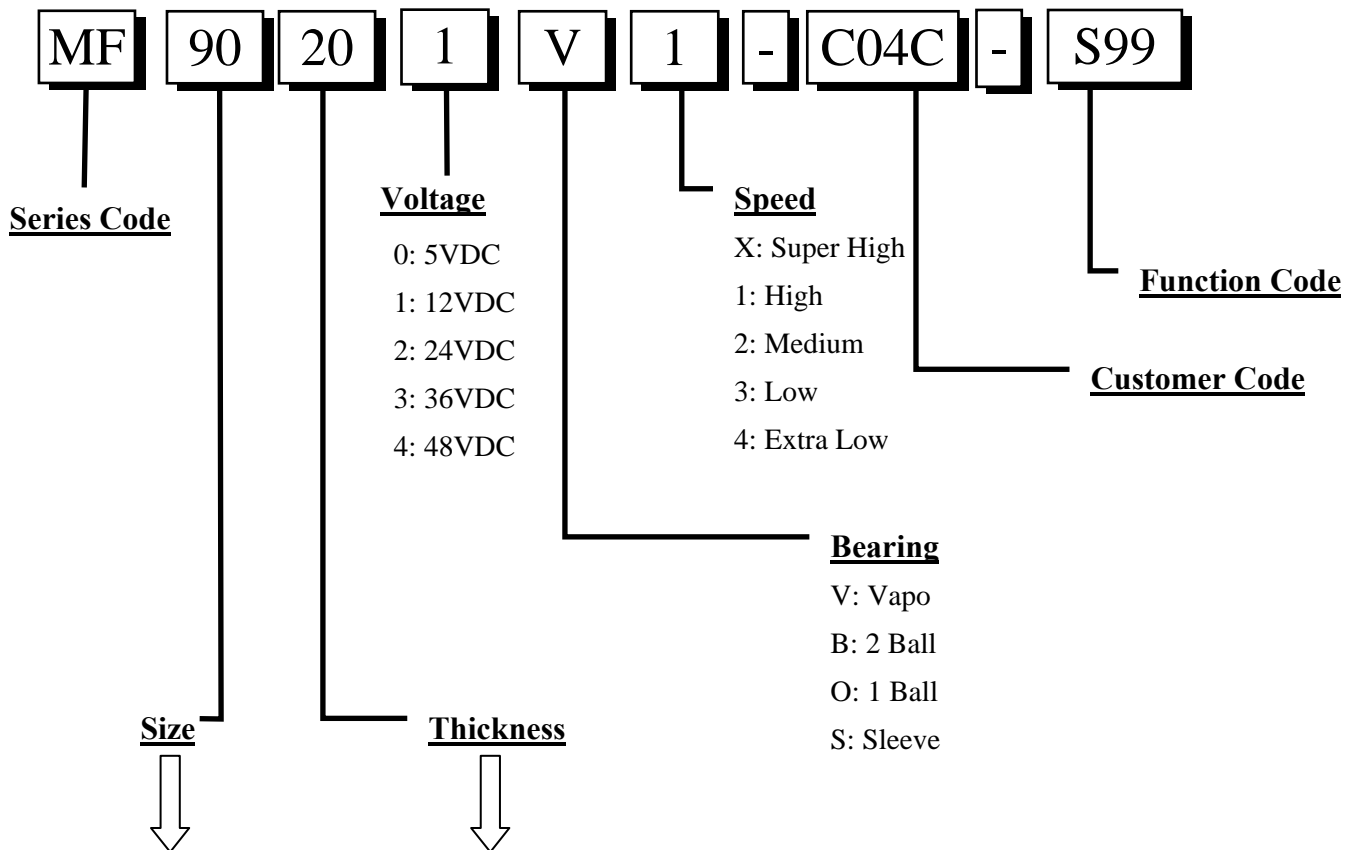 MF 90 20 1 V 1 - C04C - S99
Series Code
Voltage
0: 5VDC
1: 12VDC
2: 24VDC
3: 36VDC
4: 48VDC
Speed
X: Super High
1: High
2: Medium
3: Low
4: Extra Low
Function Code
Customer Code
Bearing
V: Vapo
B: 2 Ball
O: 1 Ball
S: Sleeve
Size
Thickness